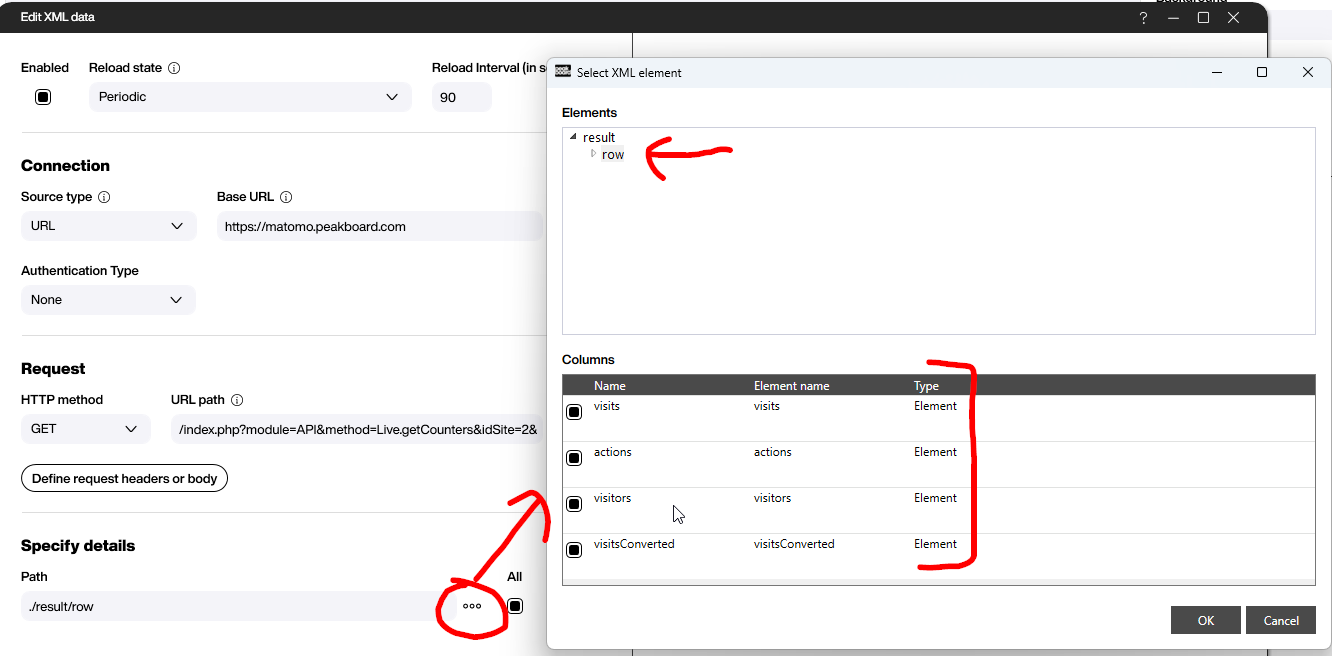 Edit XML data
?
Enabled
Reload state
Reload Interval (in s
Periodic
90
Connection
Source type
Base URL
URL
https://matomo.peakboard.com
Authentication Type
None
Request
HTTP method
URL path
GET
/index.php?module=API&method=Live.getCounters&idSite=2&
Define request headers or body
Specify details
Path
All
./result/row
Select XML element
Elements
result
row
Columns
Name Element name Type
visits visits Element
actions actions Element
visitors visitors Element
visitsConverted visitsConverted Element
OK Cancel